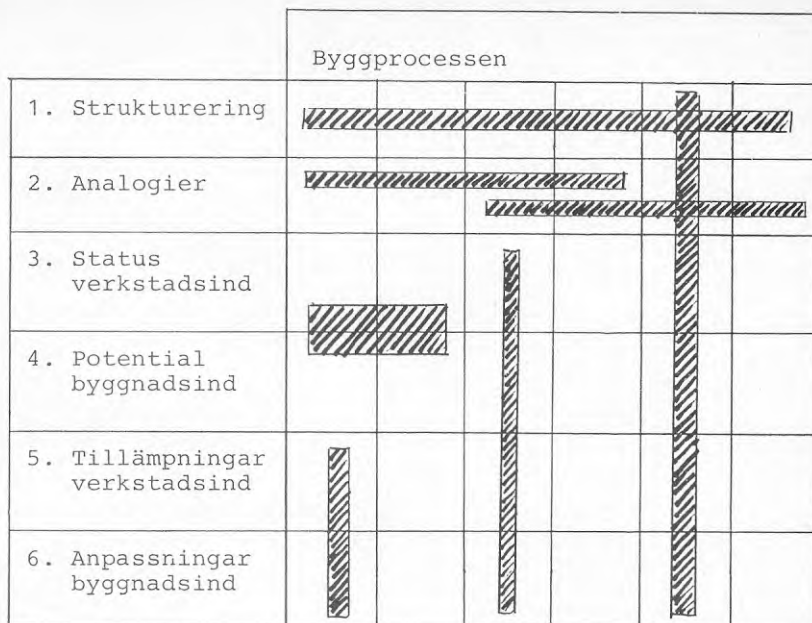 Byggprocessen
1. Strukturering
2. Analogier
3. Status
verkstadsind
4. Potential
byggnadsind
5. Tillämpningar
verkstadsind
6. Anpassningar
byggnadsind